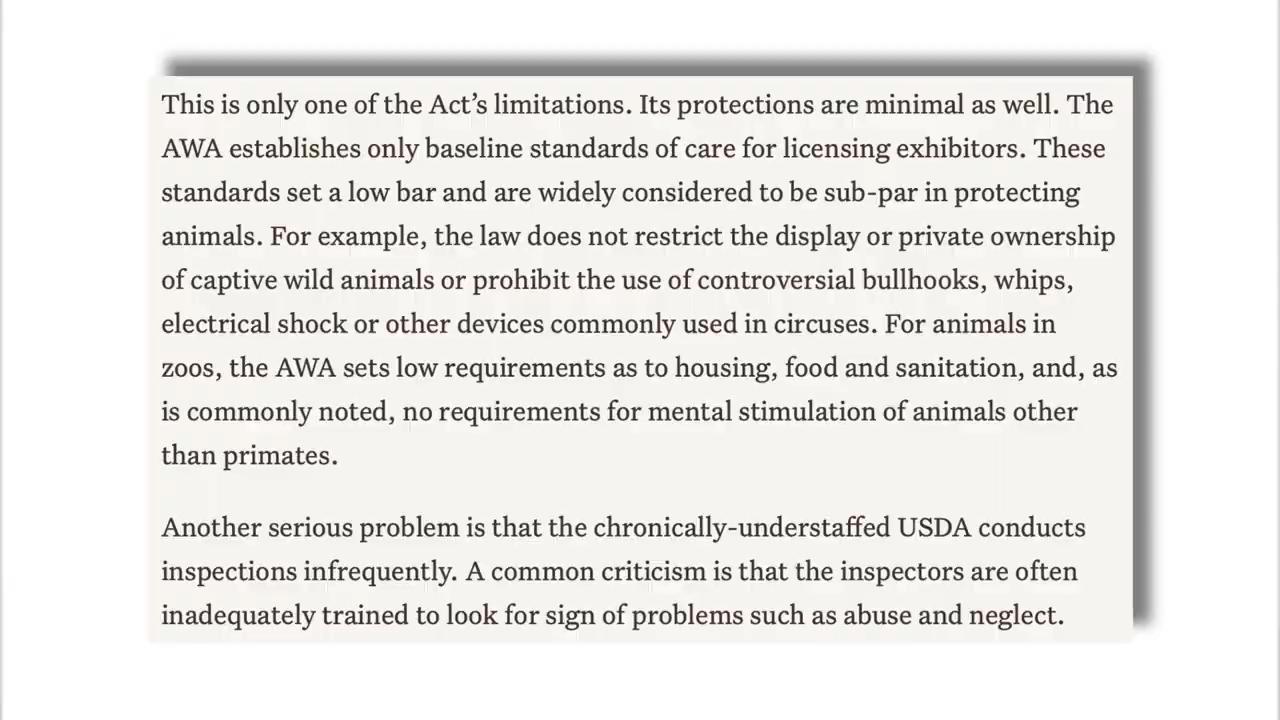 This is only one of the Act’s limitations. Its protections are minimal as well. The
AWA establishes only baseline standards of care for licensing exhibitors. These
standards set a low bar and are widely considered to be sub-par in protecting
animals. For example, the law does not restrict the display or private ownership
of captive wild animals or prohibit the use of controversial bullhooks, whips,
electrical shock or other devices commonly used in circuses. For animals in
zoos, the AWA sets low requirements as to housing, food and sanitation, and, as
is commonly noted, no requirements for mental stimulation of animals other
than primates.
Another serious problem is that the chronically-understaffed USDA conducts
inspections infrequently. A common criticism is that the inspectors are often
inadequately trained to look for sign of problems such as abuse and neglect.